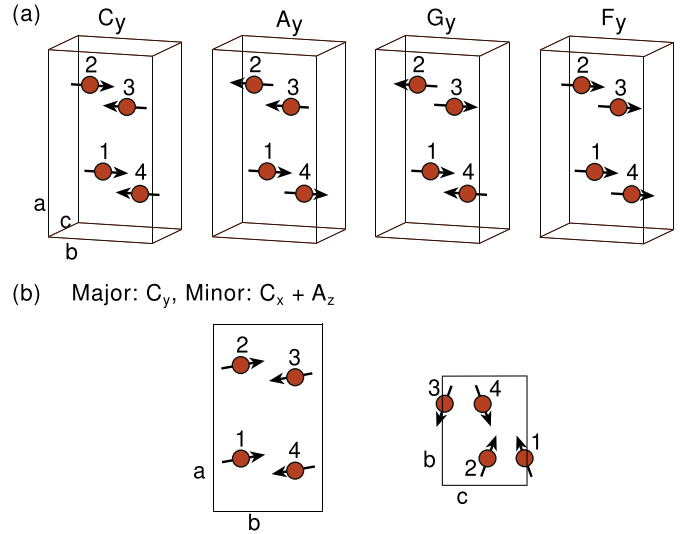 (a) Cy Ay Gy Fy
2 3 2 3 2 3 2 3
1 4 1 4 1 4 1 4
a
c
b
(b) Major: Cy, Minor: Cx + Az
2 3
3 4
1 4
2 1
a b
b c